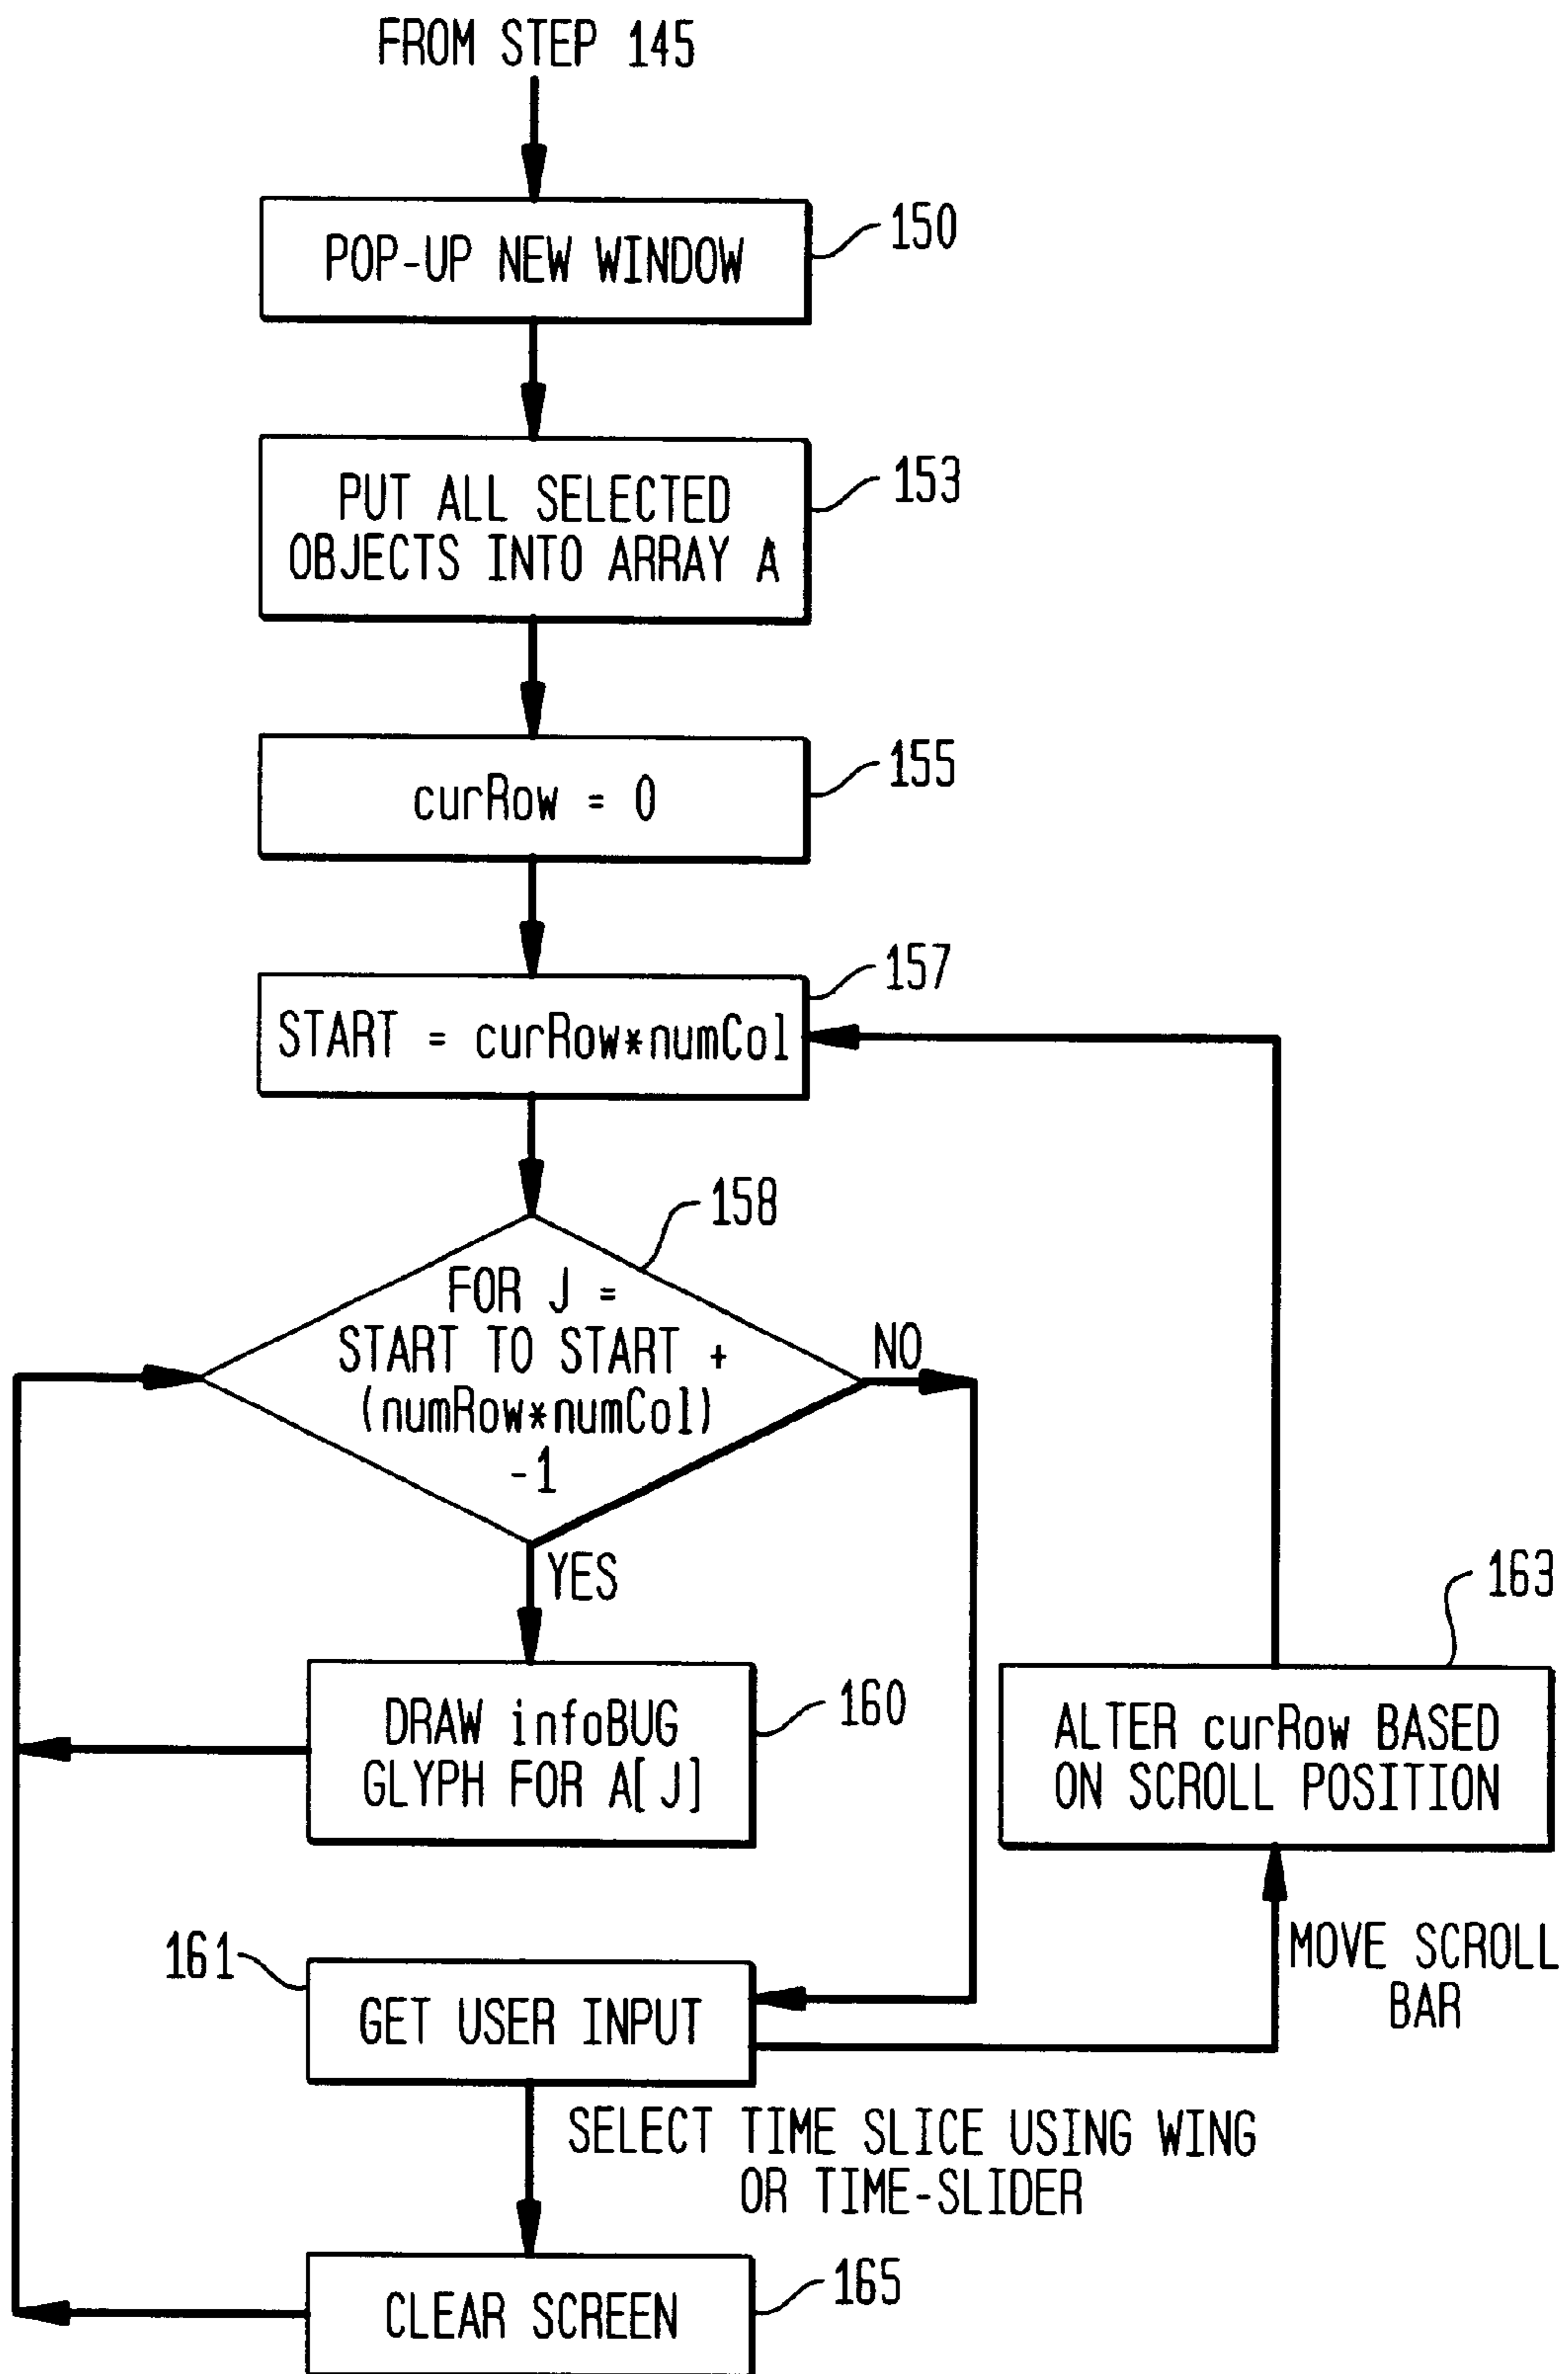 FROM STEP 145
POP-UP NEW WINDOW
150
PUT ALL SELECTED
OBJECTS INTO ARRAY A
153
curRow = 0
155
START = curRow*numCol
157
158
FOR J =
START TO START +
(numRow*numCol)
-1
NO
YES
DRAW infoBUG
GLYPH FOR A[J]
160
163
ALTER curRow BASED
ON SCROLL POSITION
MOVE SCROLL
BAR
161
GET USER INPUT
SELECT TIME SLICE USING WING
OR TIME-SLIDER
CLEAR SCREEN
165